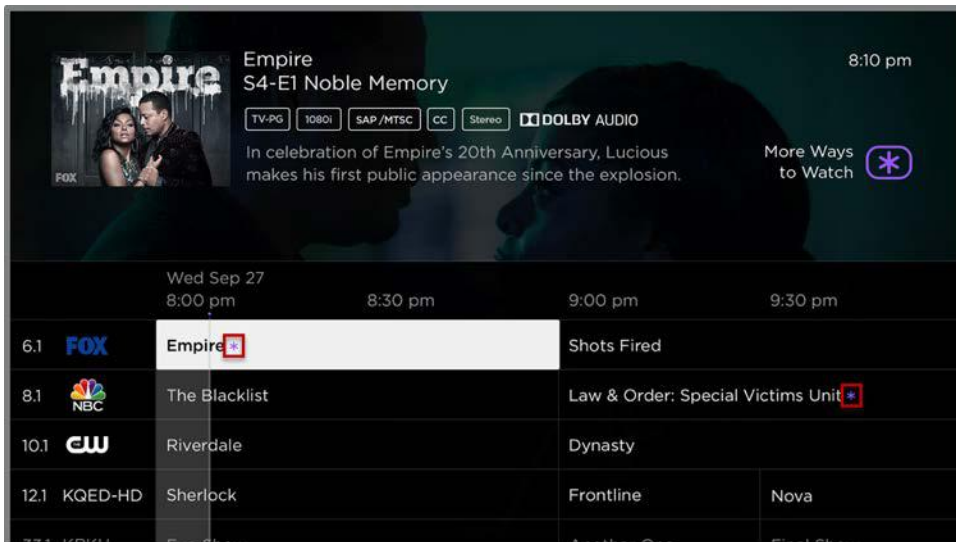 Empire
FOX
Empire
S4-E1 Noble Memory
TV-PG 1080i SAP/MTSC CC Stereo DOLBY AUDIO
In celebration of Empire's 20th Anniversary, Lucious
makes his first public appearance since the explosion.
8:10 pm
More Ways
to Watch *
Wed Sep 27
8:00 pm 8:30 pm 9:00 pm 9:30 pm
6.1 FOX Empire * Shots Fired
8.1 NBC The Blacklist Law & Order: Special Victims Unit *
10.1 CW Riverdale Dynasty
12.1 KQED-HD Sherlock Frontline Nova